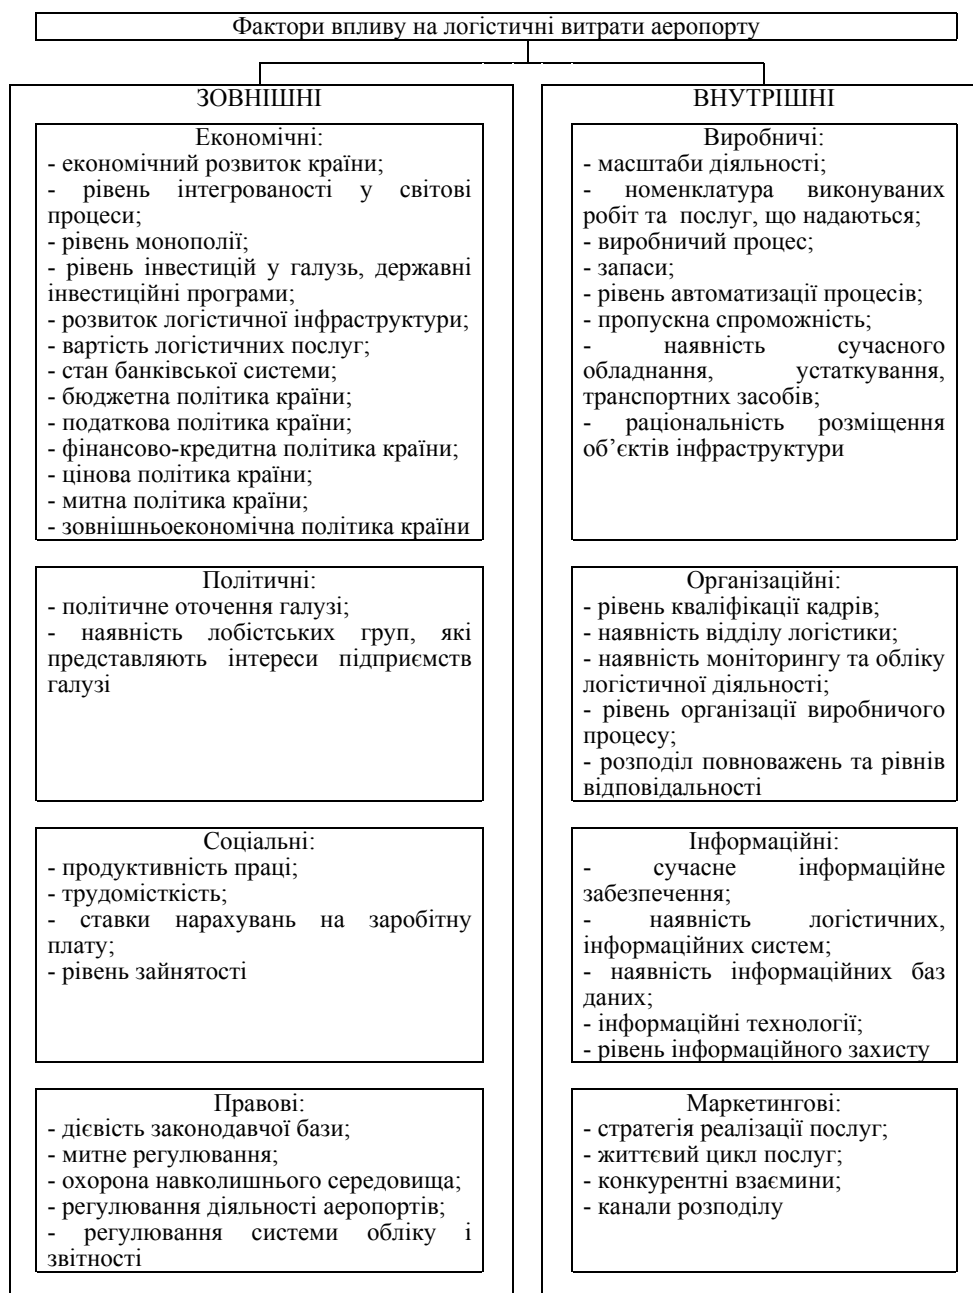 Фактори впливу на логістичні витрати аеропорту
ЗОВНІШНІ
Економічні:
- економічний розвиток країни;
- рівень інтегрованості у світові
процеси;
- рівень монополії;
- рівень інвестицій у галузь, державні
інвестиційні програми;
- розвиток логістичної інфраструктури;
- вартість логістичних послуг;
- стан банківської системи;
- бюджетна політика країни;
- податкова політика країни;
- фінансово-кредитна політика країни;
- цінова політика країни;
- митна політика країни;
- зовнішньоекономічна політика країни
Політичні:
- політичне оточення галузі;
- наявність лобістських груп, які
представляють інтереси підприємств
галузі
Соціальні:
- продуктивність праці;
- трудомісткість;
- ставки нарахувань на заробітну
плату;
- рівень зайнятості
Правові:
- дієвість законодавчої бази;
- митне регулювання;
- охорона навколишнього середовища;
- регулювання діяльності аеропортів;
- регулювання системи обліку і
звітності
ВНУТРІШНІ
Виробничі:
- масштаби діяльності;
- номенклатура виконуваних
робіт та послуг, що надаються;
- виробничий процес;
- запаси;
- рівень автоматизації процесів;
- пропускна спроможність;
- наявність сучасного
обладнання, устаткування,
транспортних засобів;
- раціональність розміщення
об’єктів інфраструктури
Організаційні:
- рівень кваліфікації кадрів;
- наявність відділу логістики;
- наявність моніторингу та обліку
логістичної діяльності;
- рівень організації виробничого
процесу;
- розподіл повноважень та рівнів
відповідальності
Інформаційні:
- сучасне інформаційне
забезпечення;
- наявність логістичних,
інформаційних систем;
- наявність інформаційних баз
даних;
- інформаційні технології;
- рівень інформаційного захисту
Маркетингові:
- стратегія реалізації послуг;
- життєвий цикл послуг;
- конкурентні взаємини;
- канали розподілу